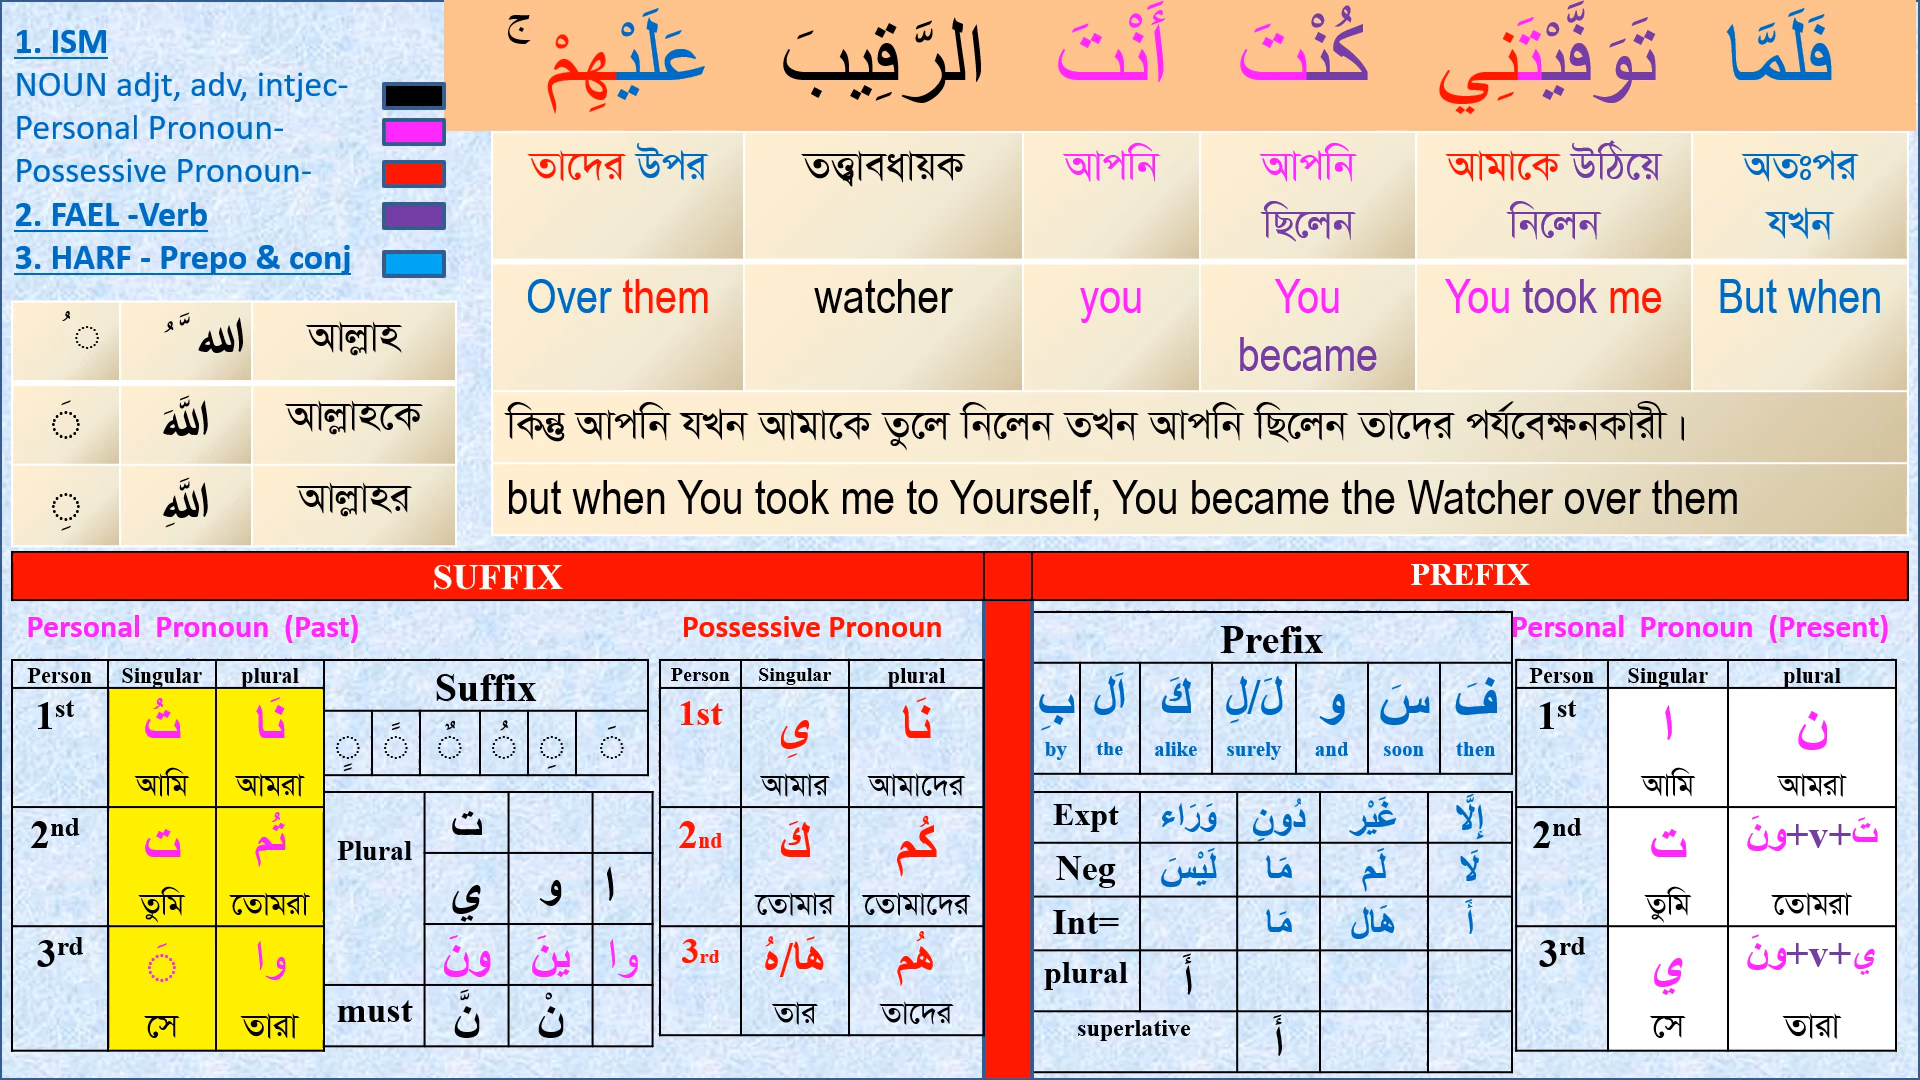 1. ISM
NOUN adjt, adv, intjec-
Personal Pronoun-
Possessive Pronoun-
2. FAEL -Verb
3. HARF - Prepo & conj
فَلَمَّا تَوَفَّيْتَنِي كُنْتَ أَنْتَ الرَّقِيبَ عَلَيْهِمْ ۚ
তাদের উপর তত্ত্বাবধায়ক আপনি আপনি ছিলেন আমাকে উঠিয়ে নিলেন অতঃপর যখন
Over them watcher you You became You took me But when
কিন্তু আপনি যখন আমাকে তুলে নিলেন তখন আপনি ছিলেন তাদের পর্যবেক্ষনকারী।
but when You took me to Yourself, You became the Watcher over them
ُ الله َّ ُ আল্লাহ
َ اللَّهَ আল্লাহকে
ِ اللَّهِ আল্লাহর
SUFFIX
PREFIX
Personal Pronoun (Past)
Person Singular plural
1st تُ نَا
আমি আমরা
2nd ت تُم
তুমি তোমরা
3rd َ وا
সে তারা
Suffix
ٍ ً ٌ ُ ِ َ
Plural ت
ي و ا
ونَ ينَ وا
must نَّ نْ
Possessive Pronoun
Person Singular plural
1st یِ نَا
আমার আমাদের
2nd كَ كُم
তোমার তোমাদের
3rd هَا/هُ هُم
তার তাদের
Prefix
بِ اَل كَ لَ/لِ و سَ فَ
by the alike surely and soon then
Expt وَرَاء دُونِ غَيْر إِلَّا
Neg لَيْسَ مَا لَم لَا
Int= مَا هَال أَ
plural أَ
superlative أَ
Personal Pronoun (Present)
Person Singular plural
1st ا ن
আমি আমরা
2nd ت تَ+v+ونَ
তুমি তোমরা
3rd ي ي+v+ونَ
সে তারা